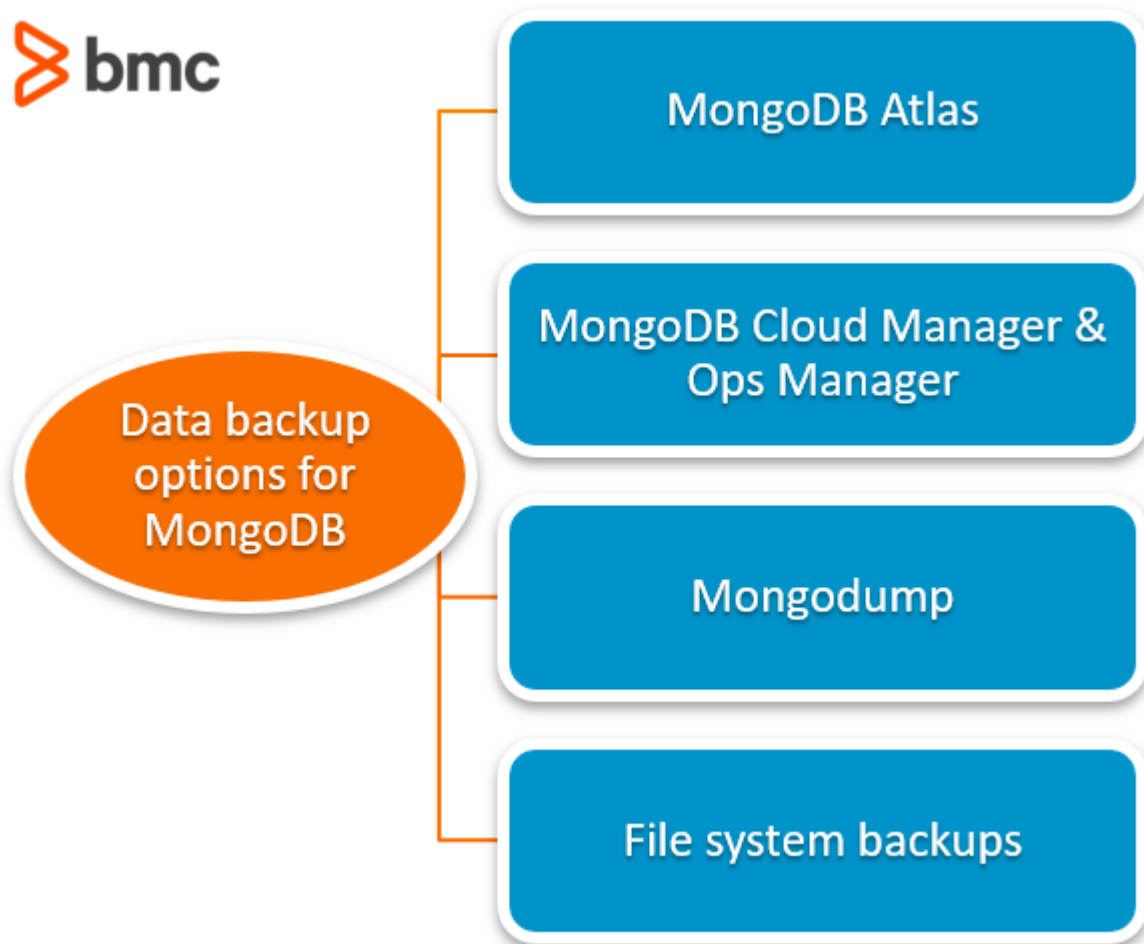 bmc
MongoDB Atlas
MongoDB Cloud Manager &
Ops Manager
Data backup
options for
MongoDB
Mongodump
File system backups